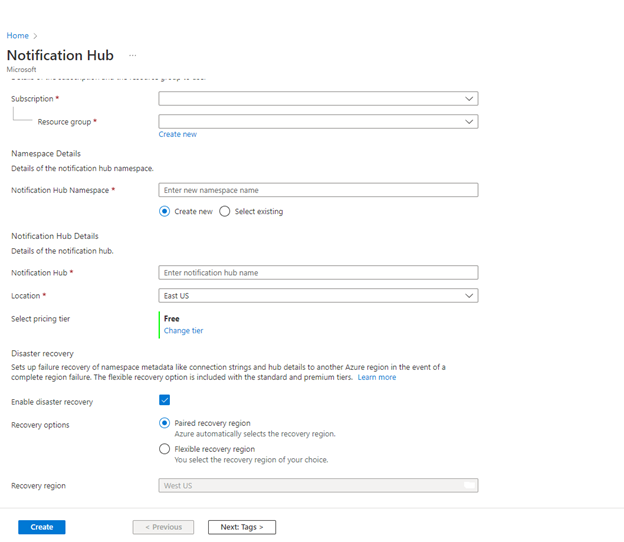 Home >
Notification Hub ...
Microsoft
Subscription *
Resource group *
Create new
Namespace Details
Details of the notification hub namespace.
Notification Hub Namespace *
Enter new namespace name
Create new
Select existing
Notification Hub Details
Details of the notification hub.
Notification Hub *
Enter notification hub name
Location *
East US
Select pricing tier
Free
Change tier
Disaster recovery
Sets up failure recovery of namespace metadata like connection strings and hub details to another Azure region in the event of a
complete region failure. The flexible recovery option is included with the standard and premium tiers. Learn more
Enable disaster recovery
Recovery options
Paired recovery region
Azure automatically selects the recovery region.
Flexible recovery region
You select the recovery region of your choice.
Recovery region
West US
Create
< Previous
Next: Tags >